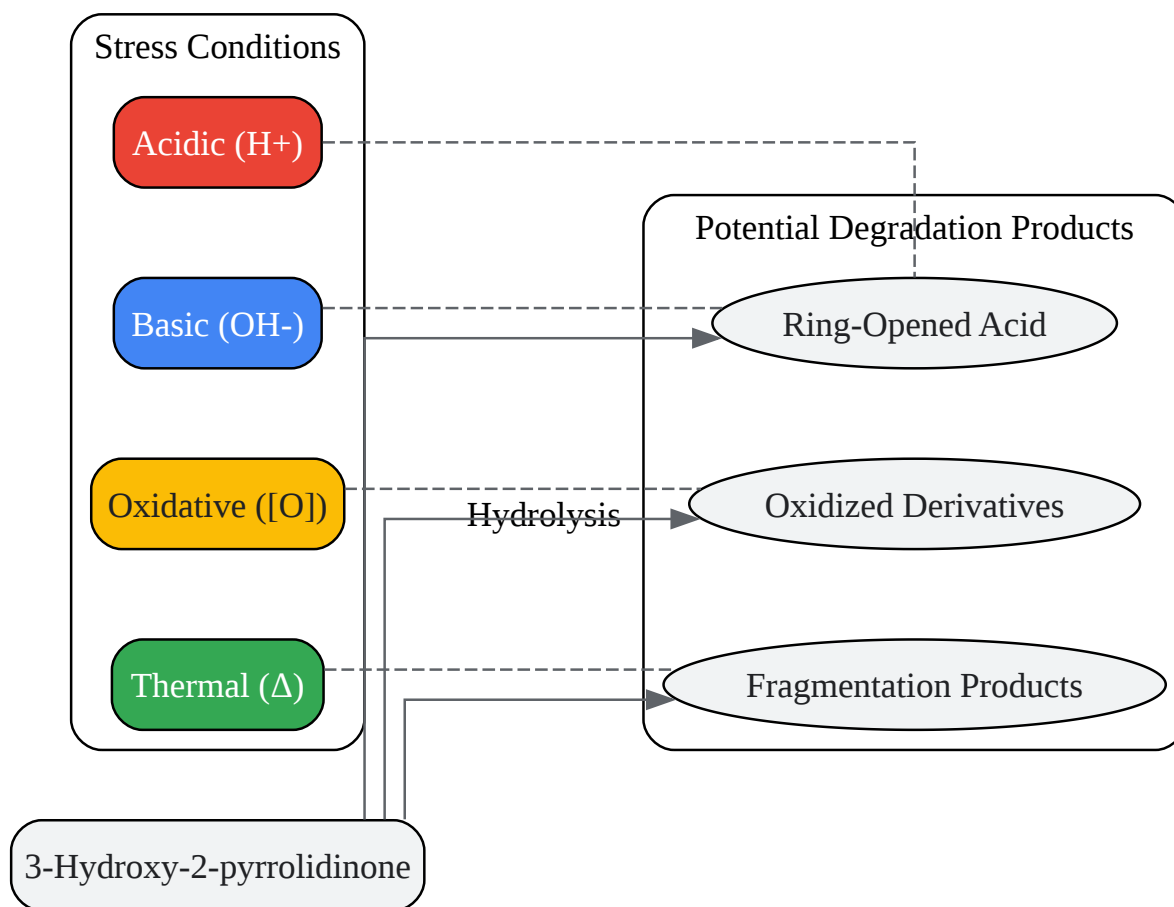 Stress Conditions
Acidic (H+)
Potential Degradation Products
Basic (OH-)
Ring-Opened Acid
Oxidative ([O])
Hydrolysis
Oxidized Derivatives
Thermal (Δ)
Fragmentation Products
3-Hydroxy-2-pyrrolidinone